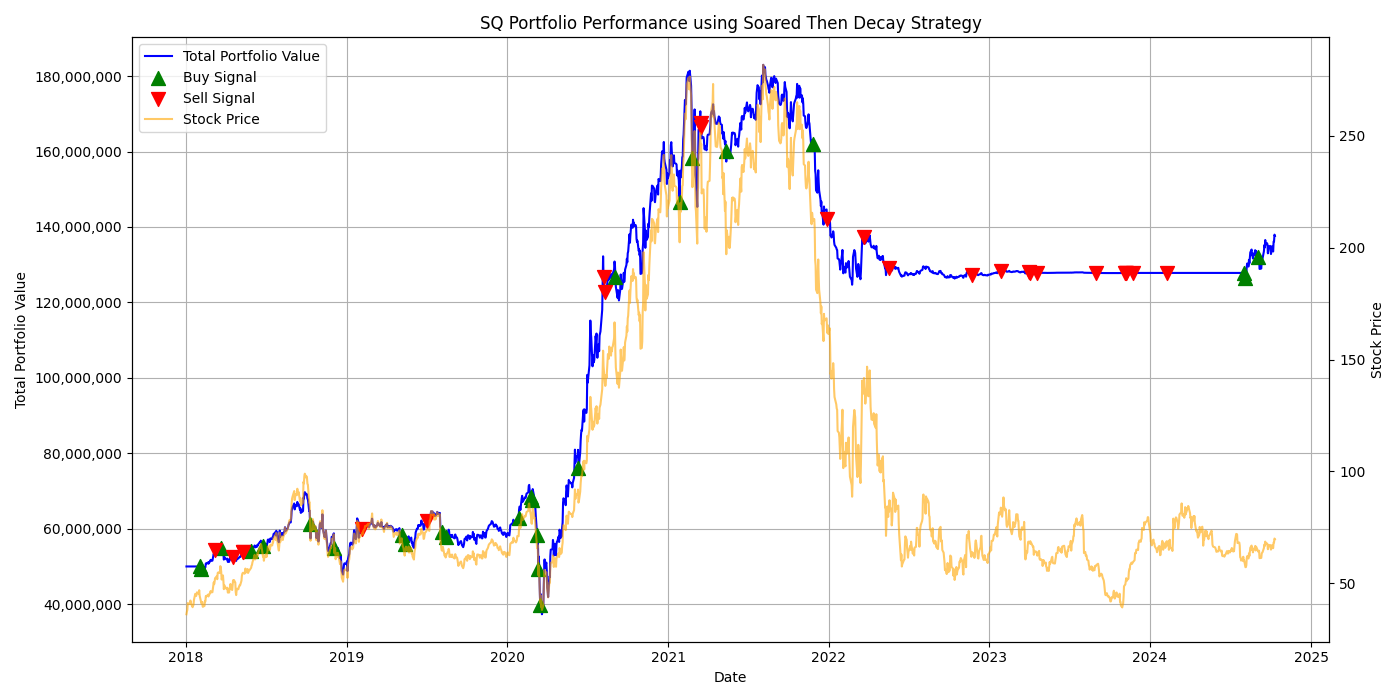 SQ Portfolio Performance using Soared Then Decay Strategy
Total Portfolio Value
Buy Signal
Sell Signal
Stock Price
180,000,000
160,000,000
140,000,000
120,000,000
100,000,000
80,000,000
60,000,000
40,000,000
Total Portfolio Value
250
200
150
100
50
Stock Price
2018
2019
2020
2021
2022
2023
2024
2025
Date